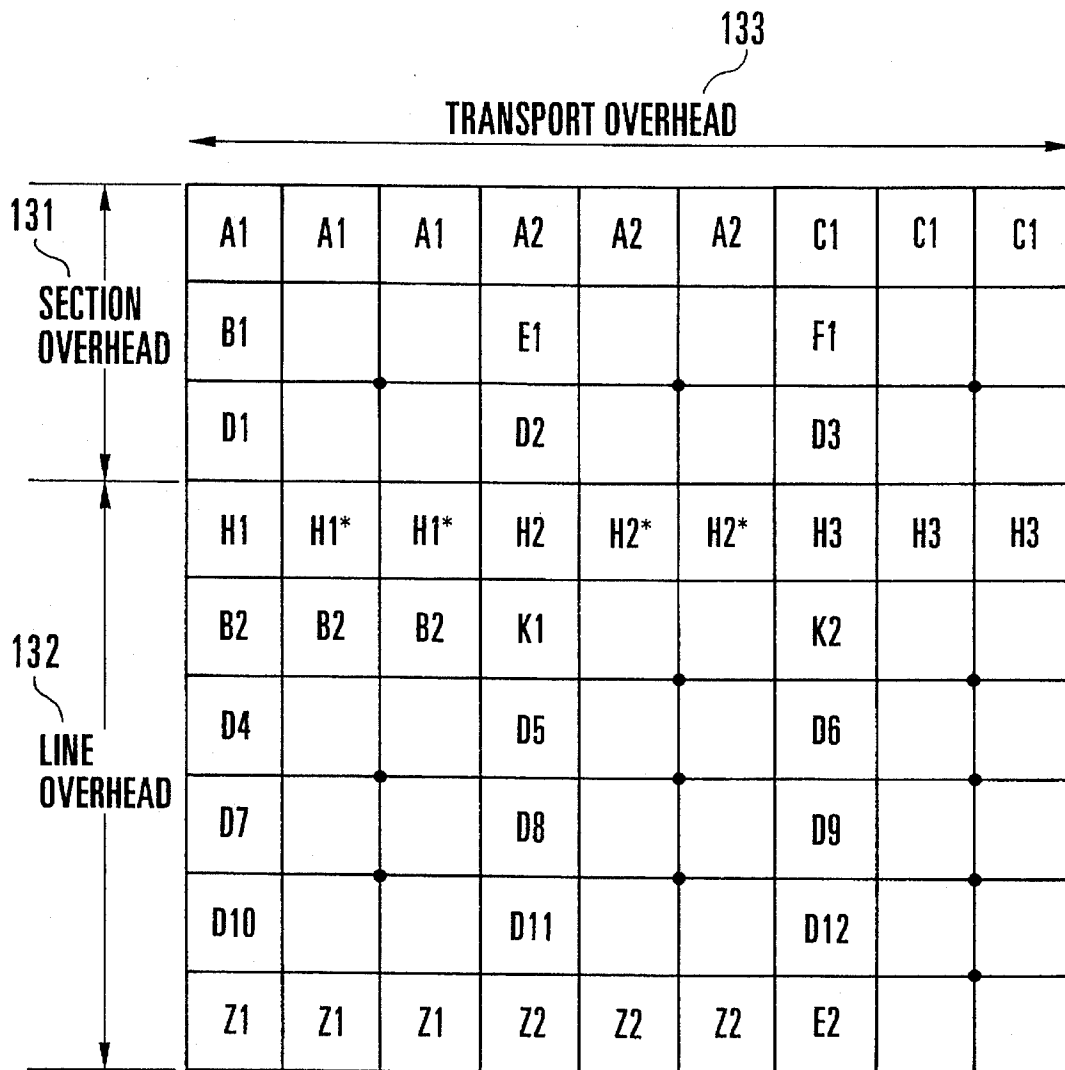 133
TRANSPORT OVERHEAD
131
SECTION
OVERHEAD
A1 A1 A1 A2 A2 A2 C1 C1 C1
B1 E1 F1
D1 D2 D3
132
LINE
OVERHEAD
H1 H1* H1* H2 H2* H2* H3 H3 H3
B2 B2 B2 K1 K2
D4 D5 D6
D7 D8 D9
D10 D11 D12
Z1 Z1 Z1 Z2 Z2 Z2 E2